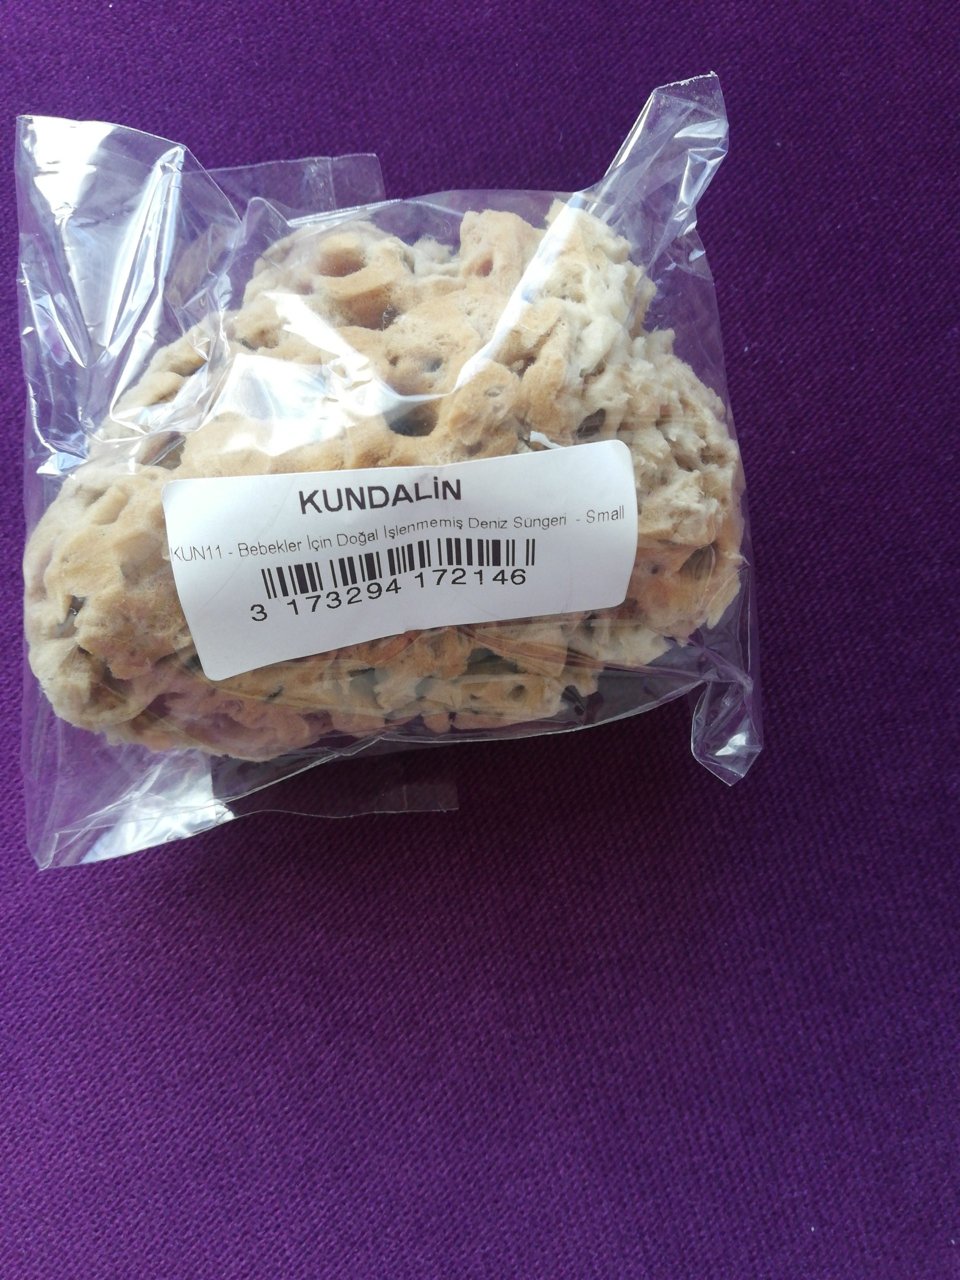 KUNDALİN
KUN11 - Bebekler İçin Doğal İşlenmemiş Deniz Süngeri - Small
3 173294 172146